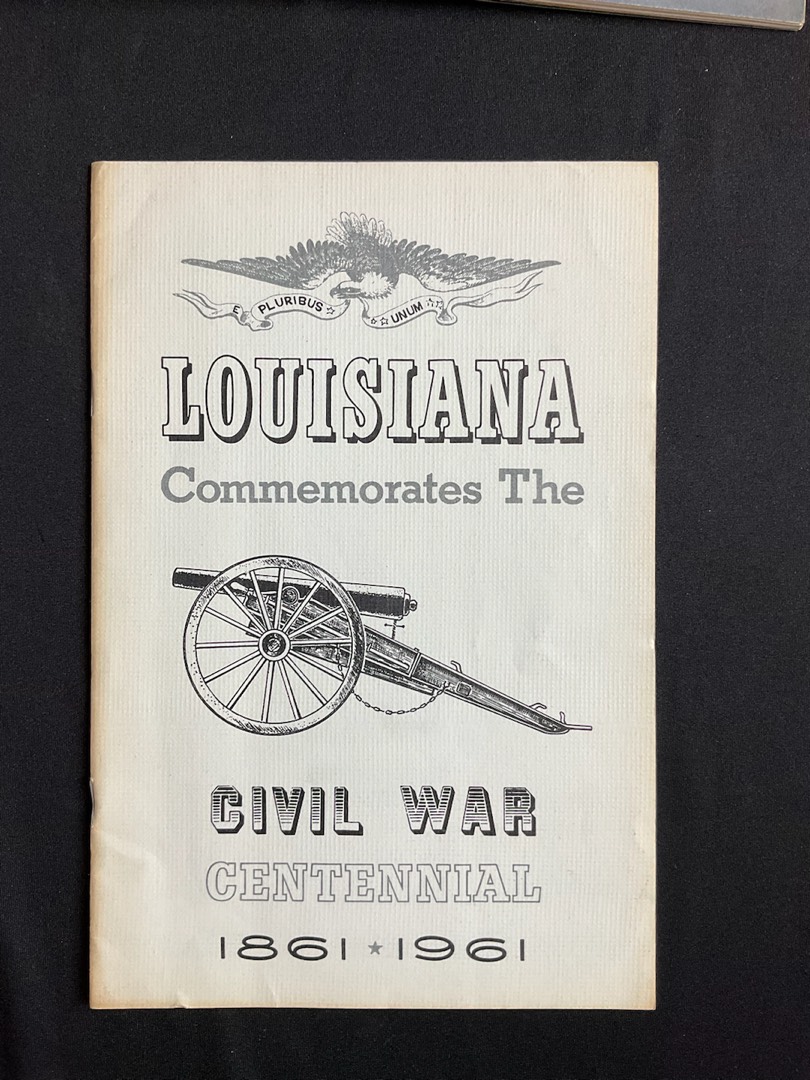 E PLURIBUS UNUM
LOUISIANA
Commemorates The
CIVIL WAR
CENTENNIAL
1861 ★ 1961